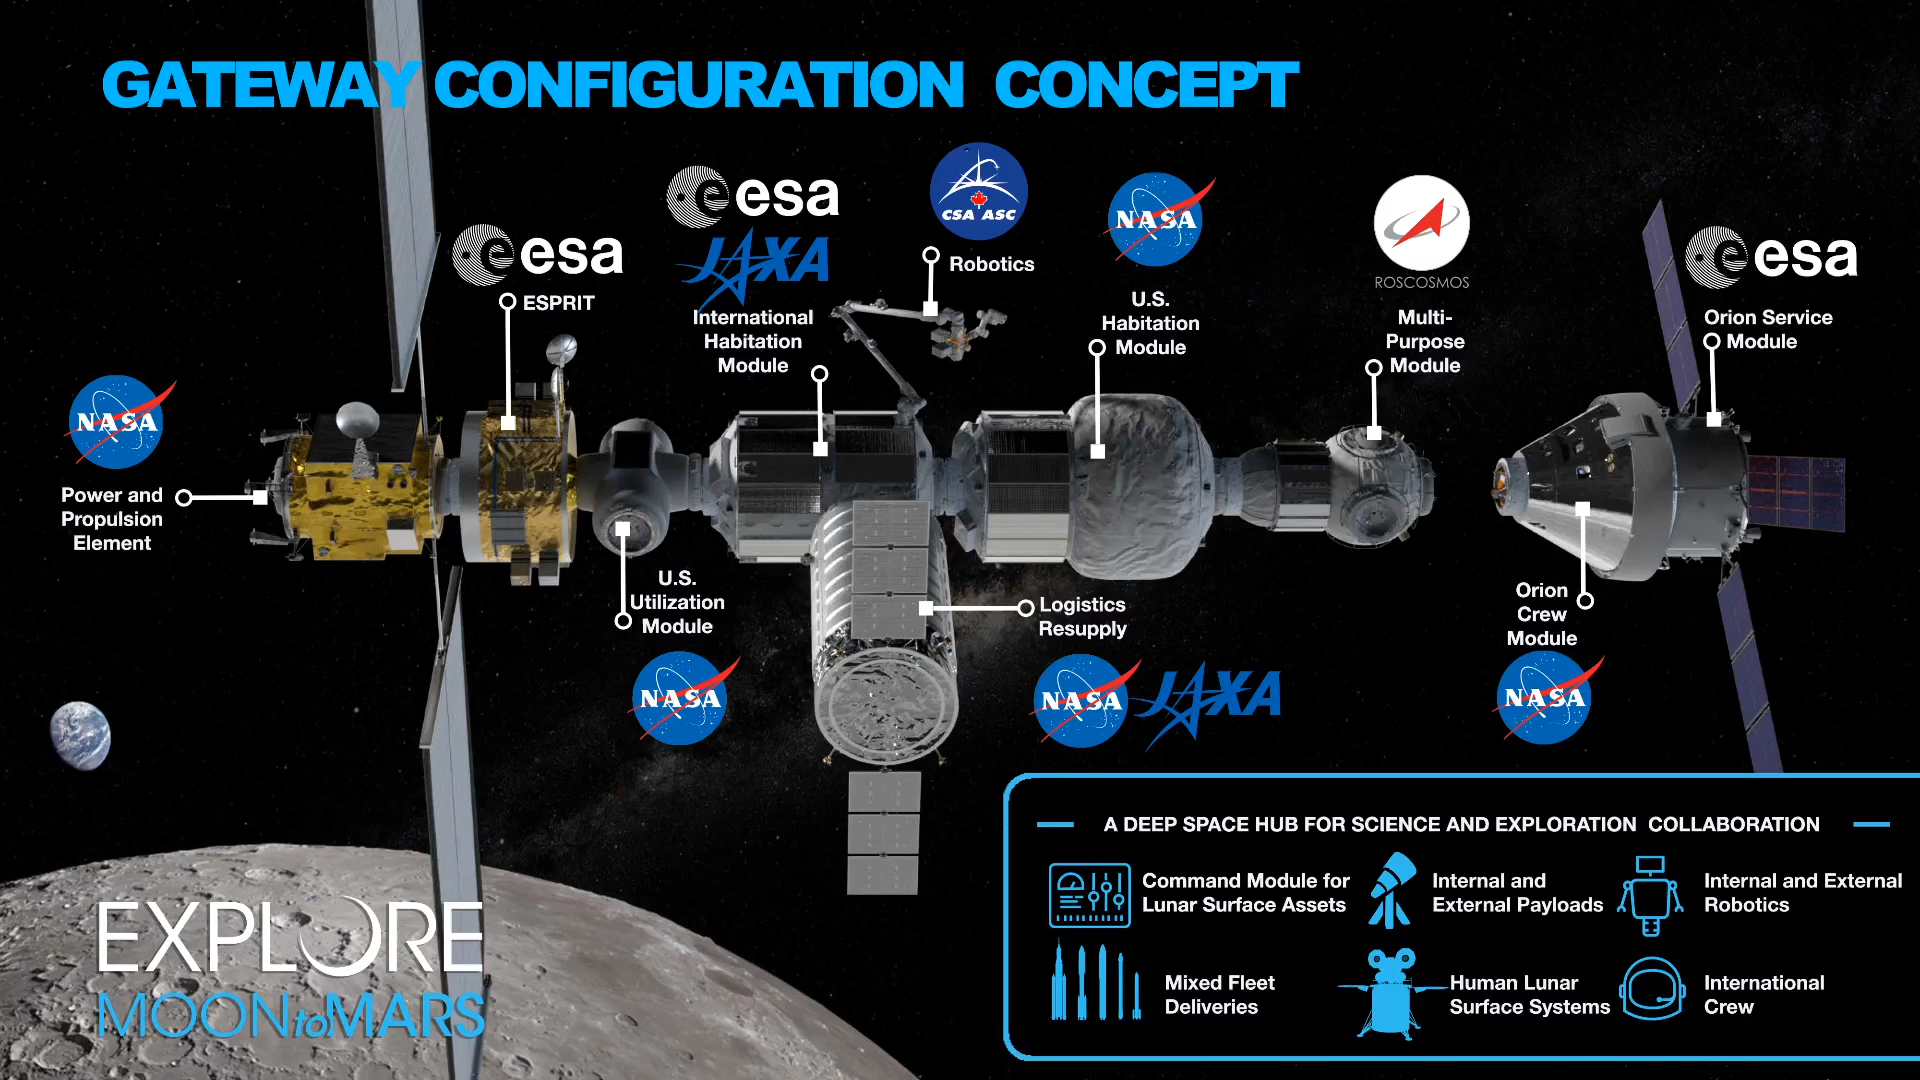 GATEWAY CONFIGURATION CONCEPT
esa
CSA ASC
NASA
ROSCOSMOS
esa
esa
JAXA
Robotics
ESPRIT
International
Habitation
Module
U.S.
Habitation
Module
Multi-
Purpose
Module
Orion Service
Module
NASA
Power and
Propulsion
Element
U.S.
Utilization
Module
NASA
Logistics
Resupply
NASA
JAXA
Orion
Crew
Module
NASA
A DEEP SPACE HUB FOR SCIENCE AND EXPLORATION COLLABORATION
Command Module for
Lunar Surface Assets
Internal and
External Payloads
Internal and External
Robotics
Mixed Fleet
Deliveries
Human Lunar
Surface Systems
International
Crew
EXPLORE
MOONtoMARS